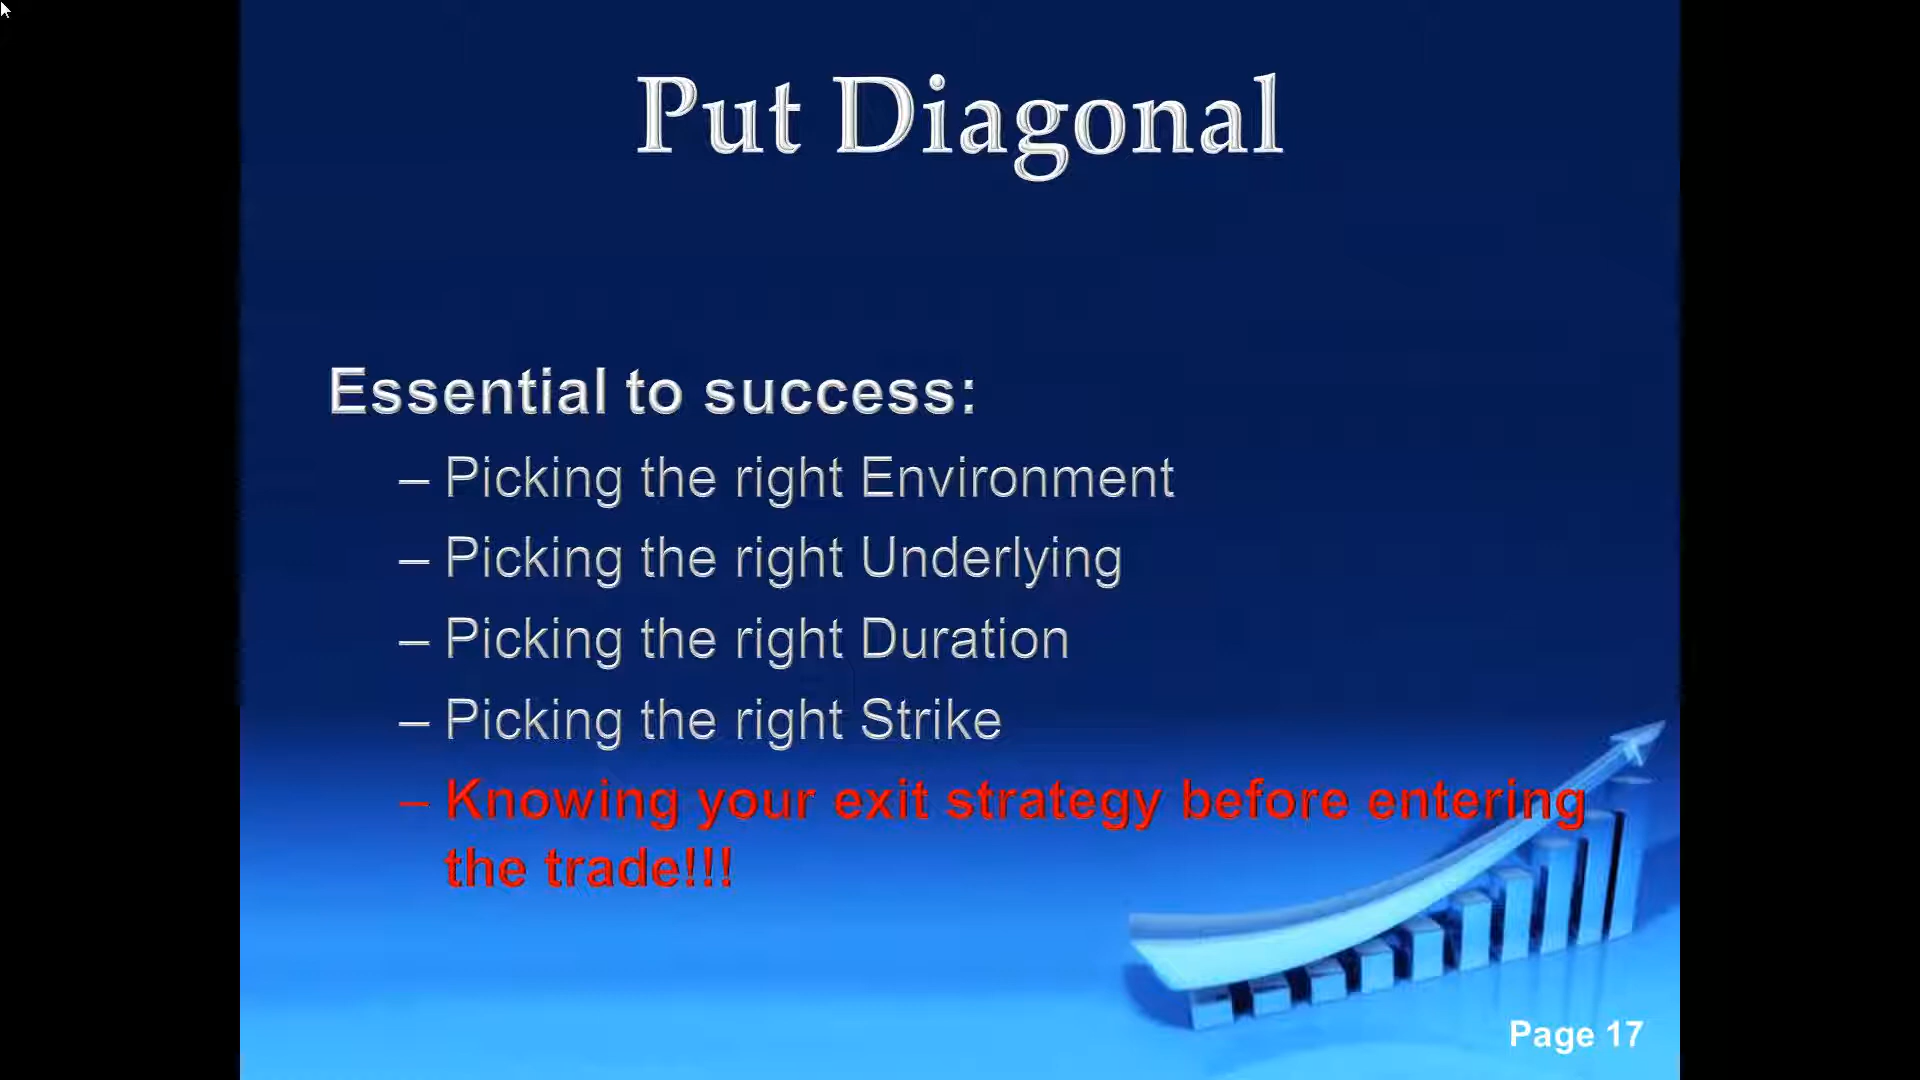 Put Diagonal
Essential to success:
– Picking the right Environment
– Picking the right Underlying
– Picking the right Duration
– Picking the right Strike
– Knowing your exit strategy before entering
the trade!!!
Page 17